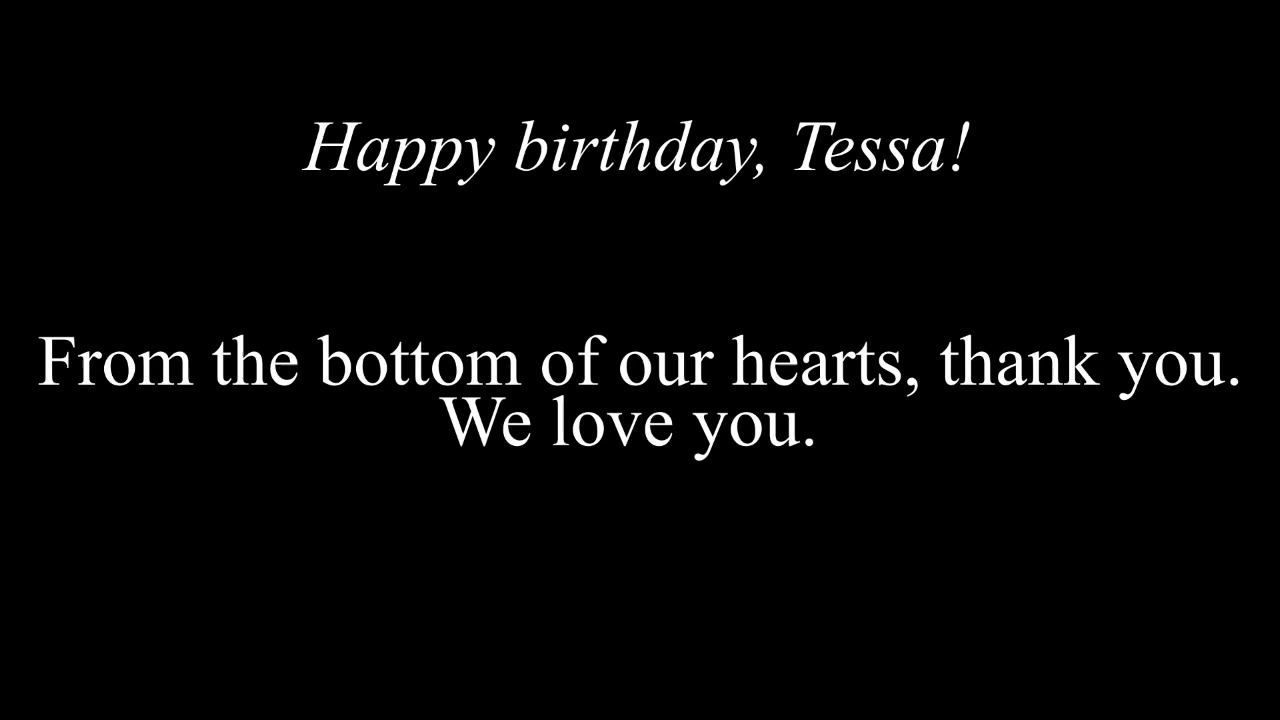 Happy birthday, Tessa!
From the bottom of our hearts, thank you.
We love you.